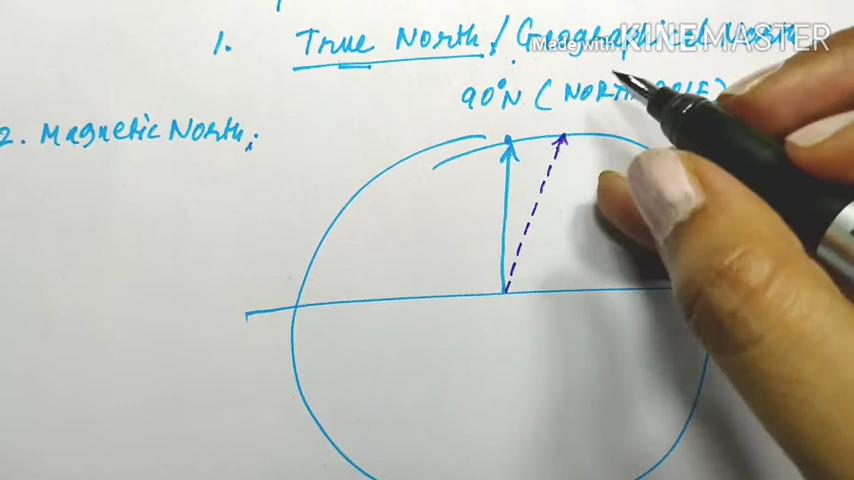 1. True North / Geographical North
Made with KINEMASTER
90°N ( NORTH POLE )
2. Magnetic North: